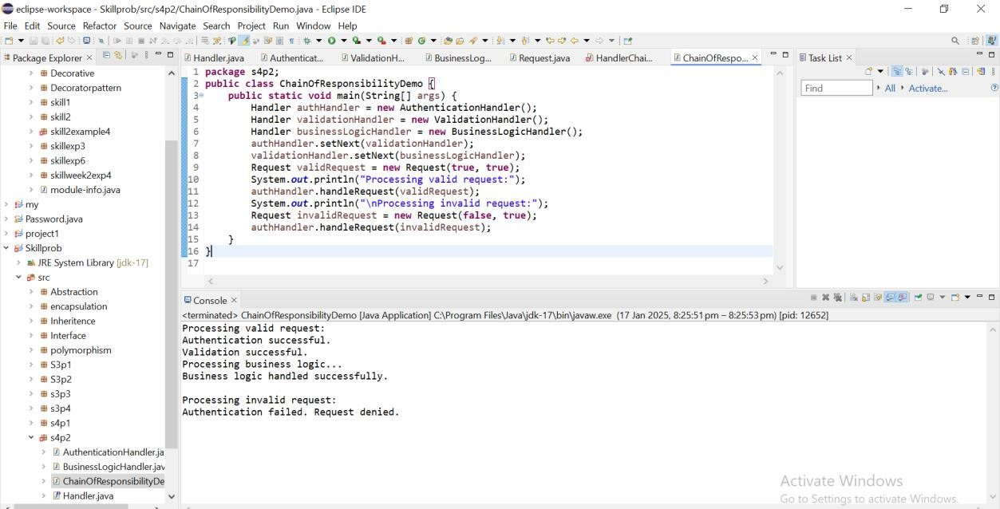 eclipse-workspace - Skillprob/src/s4p2/ChainOfResponsibilityDemo.java - Eclipse IDE
File Edit Source Refactor Source Navigate Search Project Run Window Help
Package Explorer
Decorative
Decoratorpattern
skill1
skill2
skill2example4
skillexp3
skillexp6
skillweek2exp4
module-info.java
my
Password.java
project1
Skillprob
JRE System Library [jdk-17]
src
Abstraction
encapsulation
Inheritence
Interface
polymorphism
S3p1
S3p2
s3p3
s3p4
s4p1
s4p2
AuthenticationHandler.ja
BusinessLogicHandler.jav
ChainOfResponsibilityDe
Handler.java
Handler.java Authenticat... ValidationH... BusinessLog... Request.java HandlerChai... ChainOfRespo...
1 package s4p2;
2 public class ChainOfResponsibilityDemo {
3 public static void main(String[] args) {
4 Handler authHandler = new AuthenticationHandler();
5 Handler validationHandler = new ValidationHandler();
6 Handler businessLogicHandler = new BusinessLogicHandler();
7 authHandler.setNext(validationHandler);
8 validationHandler.setNext(businessLogicHandler);
9 Request validRequest = new Request(true, true);
10 System.out.println("Processing valid request:");
11 authHandler.handleRequest(validRequest);
12 System.out.println("\nProcessing invalid request:");
13 Request invalidRequest = new Request(false, true);
14 authHandler.handleRequest(invalidRequest);
15 }
16 }
17
Task List
Find All Activate...
Console
<terminated> ChainOfResponsibilityDemo [Java Application] C:\Program Files\Java\jdk-17\bin\javaw.exe (17 Jan 2025, 8:25:51 pm – 8:25:53 pm) [pid: 12652]
Processing valid request:
Authentication successful.
Validation successful.
Processing business logic...
Business logic handled successfully.
Processing invalid request:
Authentication failed. Request denied.
Activate Windows
Go to Settings to activate Windows.